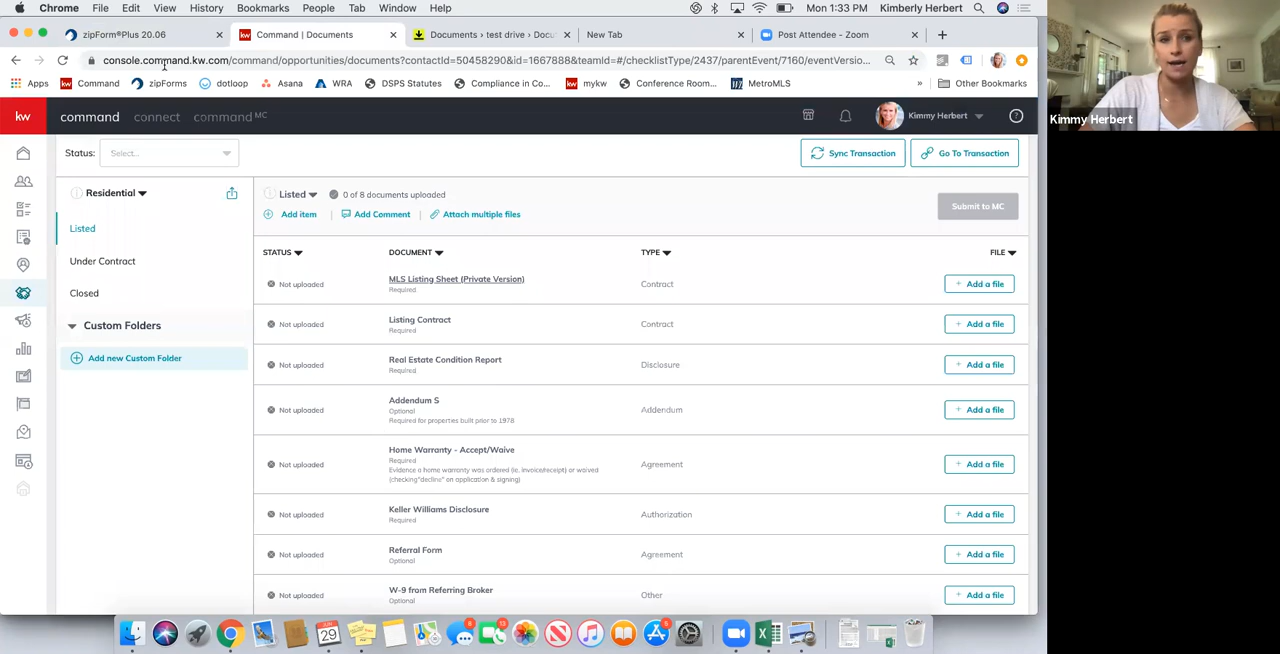 Chrome File Edit View History Bookmarks People Tab Window Help Mon 1:33 PM Kimberly Herbert
zipForm®Plus 20.06 Command | Documents Documents › test drive › Docu New Tab Post Attendee - Zoom
console.command.kw.com/command/opportunities/documents?contactId=50458290&id=1667888&teamId=#/checklistType/2437/parentEvent/7160/eventVersio...
Apps Command zipForms dotloop Asana WRA DSPS Statutes Compliance in Co... mykw Conference Room... MetroMLS » Other Bookmarks
kw command connect command MC Kimmy Herbert
Kimmy Herbert
Status: Select... Sync Transaction Go To Transaction
Residential
Listed
Under Contract
Closed
Custom Folders
Add new Custom Folder
Listed 0 of 8 documents uploaded
Add item | Add Comment | Attach multiple files
Submit to MC
STATUS DOCUMENT TYPE FILE
Not uploaded MLS Listing Sheet (Private Version) Contract + Add a file
Required
Not uploaded Listing Contract Contract + Add a file
Required
Not uploaded Real Estate Condition Report Disclosure + Add a file
Required
Not uploaded Addendum S Addendum + Add a file
Optional
Required for properties built prior to 1978
Not uploaded Home Warranty - Accept/Waive Agreement + Add a file
Required
Evidence a home warranty was ordered (ie, invoice/receipt) or waived
(checking"decline" on application & signing)
Not uploaded Keller Williams Disclosure Authorization + Add a file
Required
Not uploaded Referral Form Agreement + Add a file
Optional
Not uploaded W-9 from Referring Broker Other + Add a file
Optional